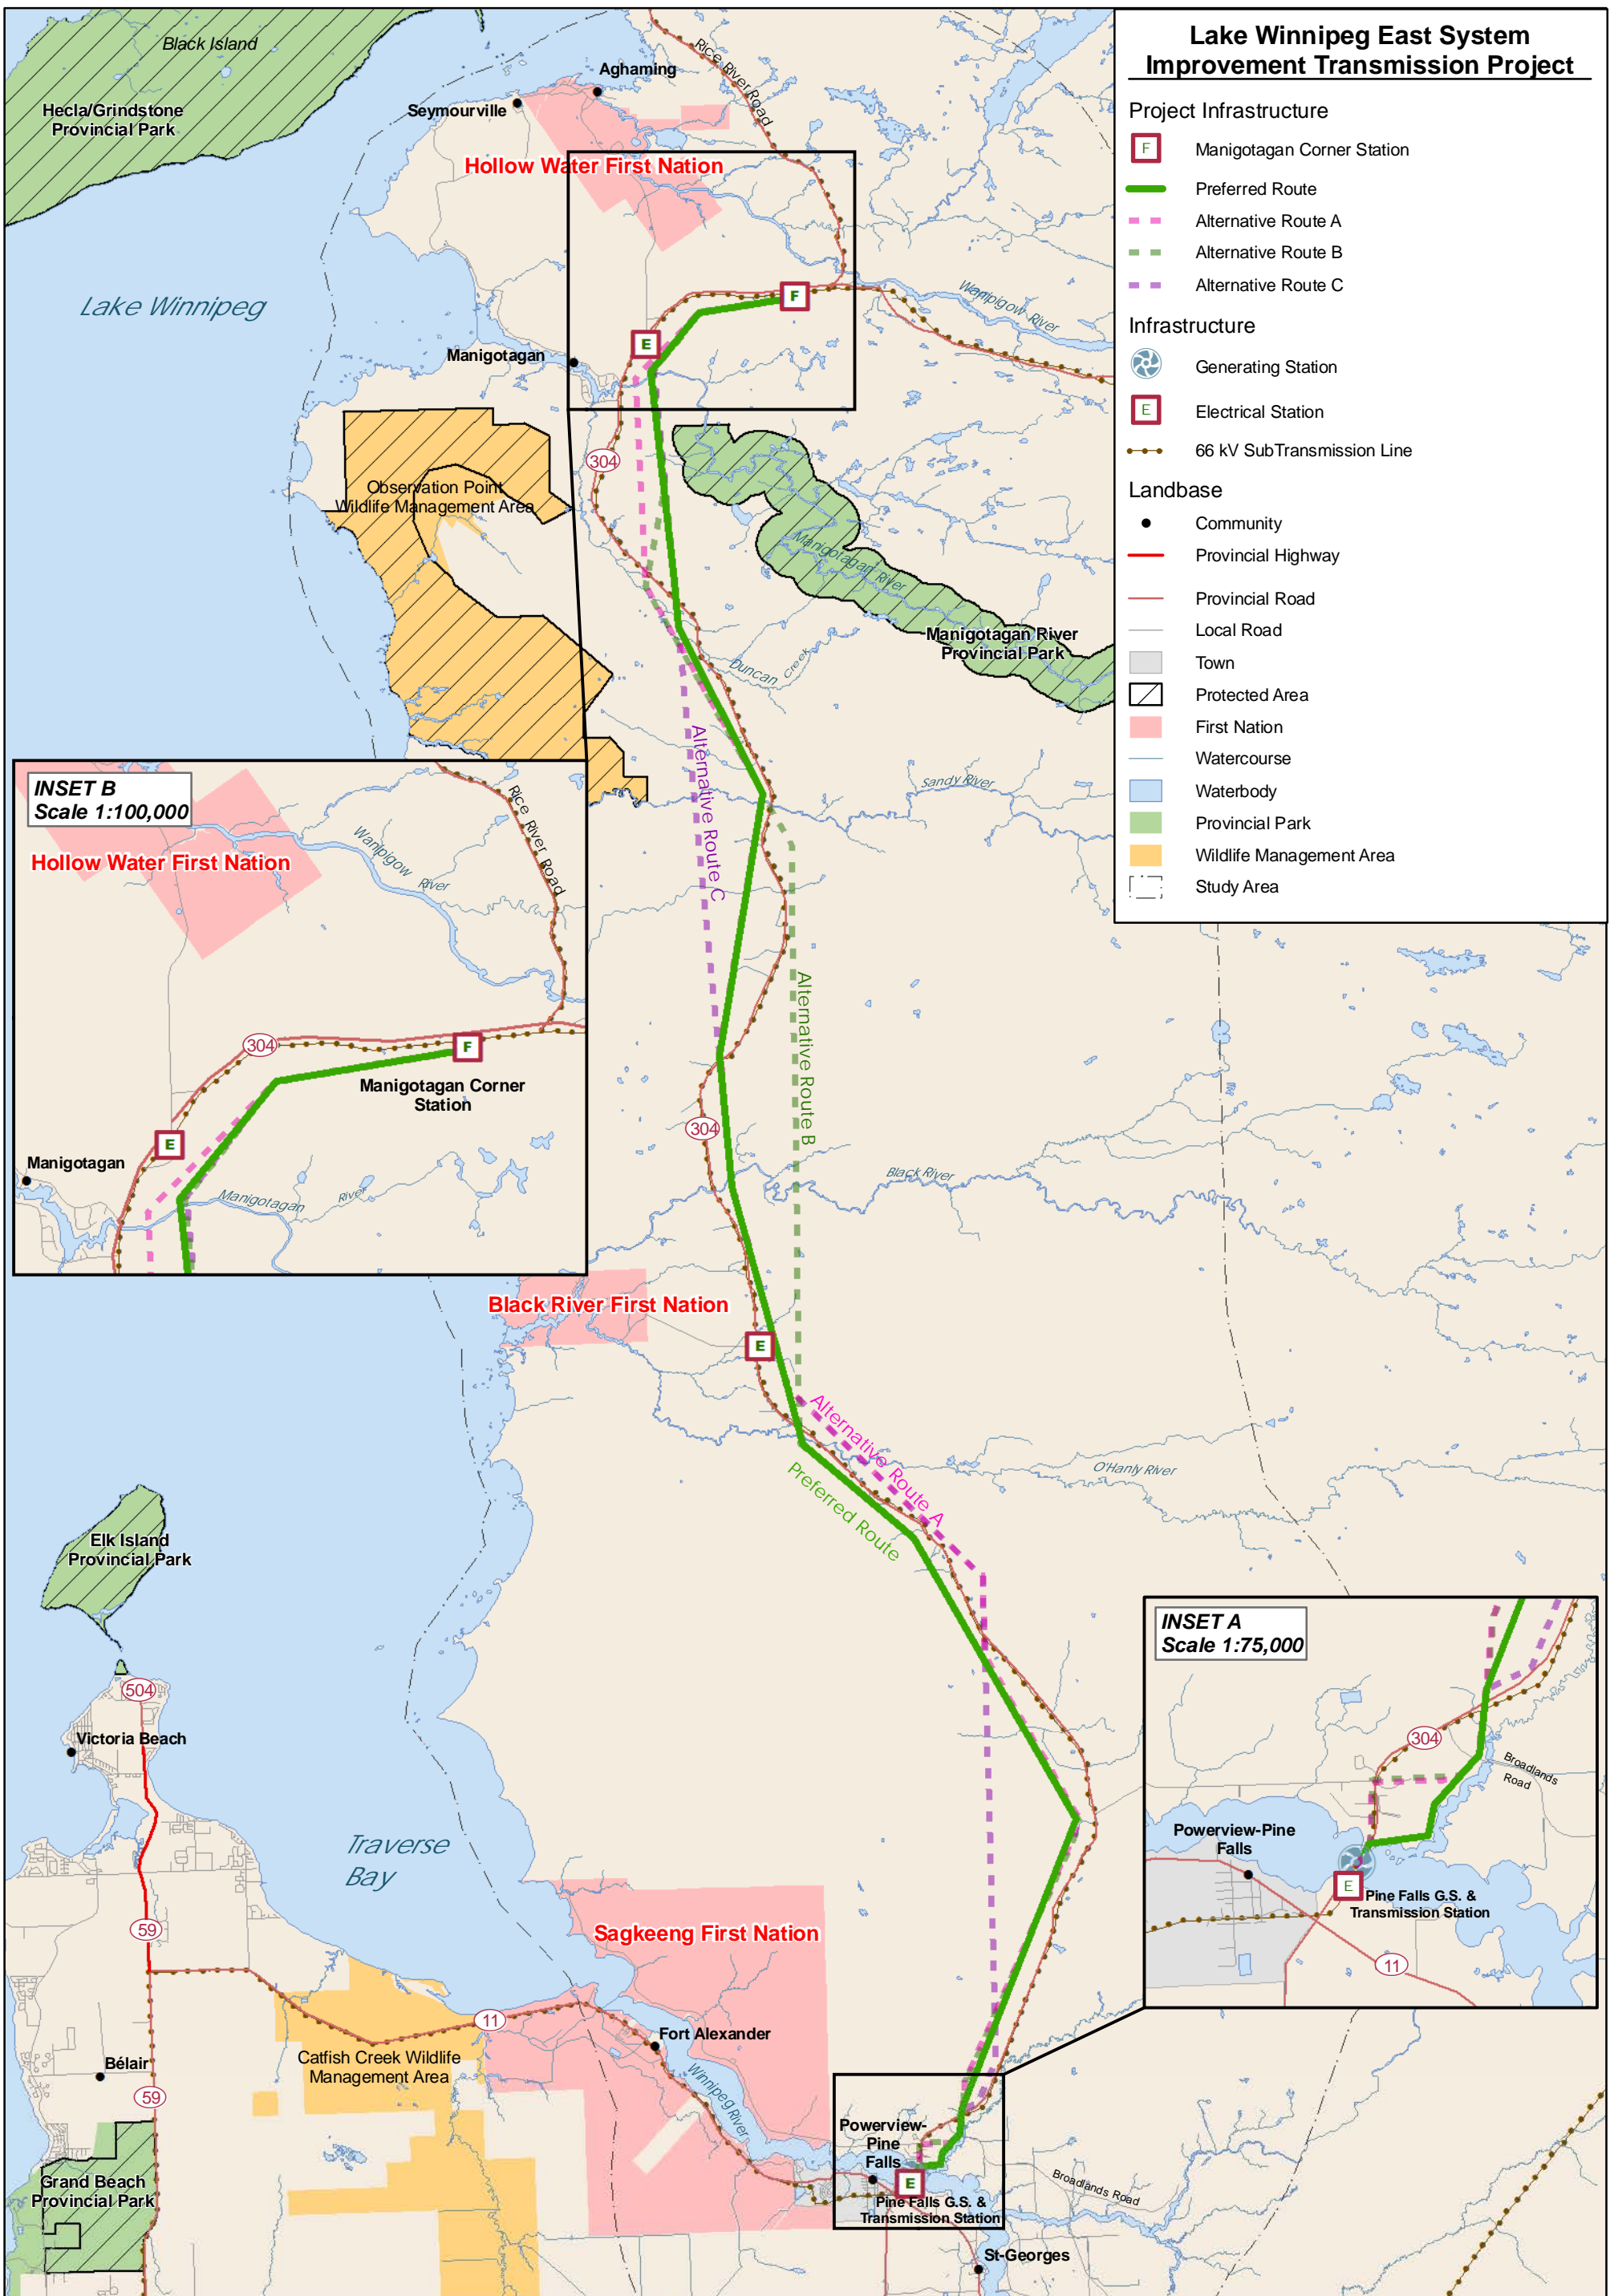 Lake Winnipeg East System
Improvement Transmission Project
Project Infrastructure
F
Manigotagan Corner Station
Preferred Route
Alternative Route A
Alternative Route B
Alternative Route C
Infrastructure
Generating Station
E
Electrical Station
66 kV SubTransmission Line
Landbase
Community
Provincial Highway
Provincial Road
Local Road
Town
Protected Area
First Nation
Watercourse
Waterbody
Provincial Park
Wildlife Management Area
Study Area
Black Island
Hecla/Grindstone
Provincial Park
Aghaming
Seymourville
Rice River Road
Hollow Water First Nation
Lake Winnipeg
F
Wanipigow River
E
Manigotagan
304
Observation Point
Wildlife Management Area
Manigotagan River
Manigotagan River
Provincial Park
Duncan Creek
Alternative Route C
Sandy River
INSET B
Scale 1:100,000
Hollow Water First Nation
Rice River Road
Wanipigow River
304
F
Manigotagan Corner
Station
E
Manigotagan
Manigotagan River
Alternative Route B
304
Black River
Black River First Nation
E
Alternative Route A
Preferred Route
O'Hanly River
Elk Island
Provincial Park
504
Victoria Beach
Traverse
Bay
59
Sagkeeng First Nation
11
Fort Alexander
Catfish Creek Wildlife
Management Area
Bélair
59
Winnipeg River
Grand Beach
Provincial Park
Powerview-
Pine
Falls
E
Pine Falls G.S. &
Transmission Station
Broadlands Road
St-Georges
INSET A
Scale 1:75,000
304
Broadlands
Road
Powerview-Pine
Falls
E
Pine Falls G.S. &
Transmission Station
11